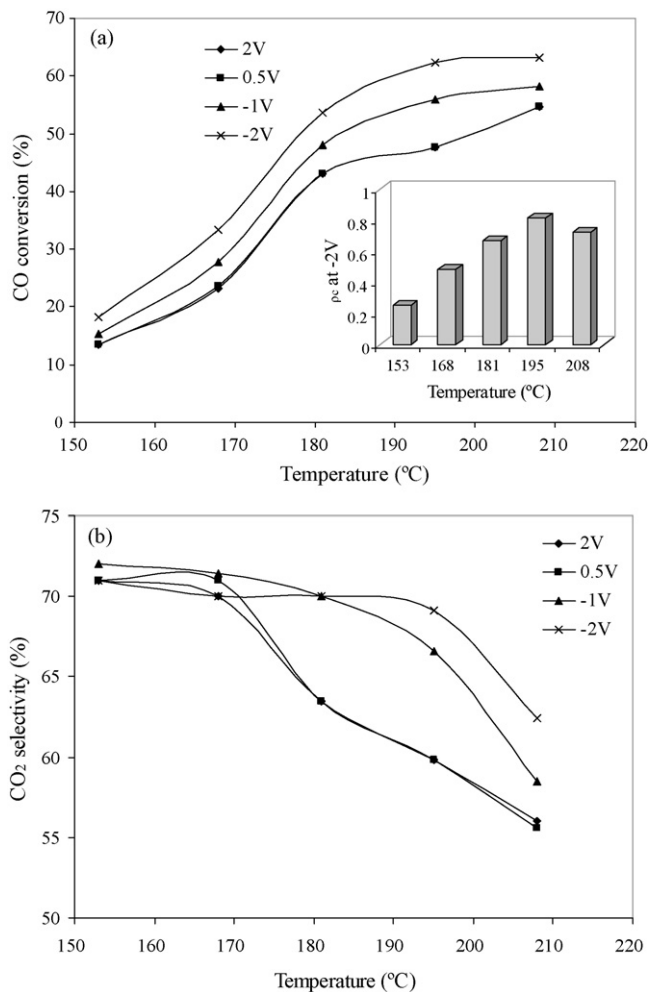 (a)
2V
0.5V
-1V
-2V
CO conversion (%)
70
60
50
40
30
20
10
0
150 160 170 180 190 200 210 220
Temperature (ºC)
ρc at -2V
1
0.8
0.6
0.4
0.2
0
153 168 181 195 208
Temperature (ºC)
(b)
2V
0.5V
-1V
-2V
CO2 selectivity (%)
75
70
65
60
55
50
150 160 170 180 190 200 210 220
Temperature (ºC)